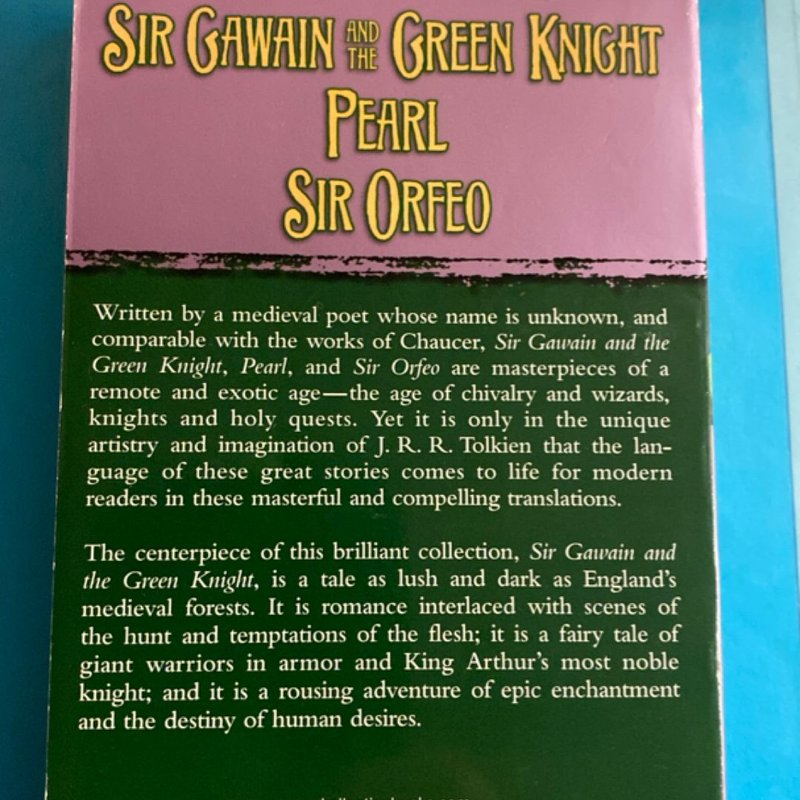 SIR GAWAIN AND THE GREEN KNIGHT
PEARL
SIR ORFEO
Written by a medieval poet whose name is unknown, and
comparable with the works of Chaucer, Sir Gawain and the
Green Knight, Pearl, and Sir Orfeo are masterpieces of a
remote and exotic age—the age of chivalry and wizards,
knights and holy quests. Yet it is only in the unique
artistry and imagination of J. R. R. Tolkien that the lan-
guage of these great stories comes to life for modern
readers in these masterful and compelling translations.
The centerpiece of this brilliant collection, Sir Gawain and
the Green Knight, is a tale as lush and dark as England's
medieval forests. It is romance interlaced with scenes of
the hunt and temptations of the flesh; it is a fairy tale of
giant warriors in armor and King Arthur's most noble
knight; and it is a rousing adventure of epic enchantment
and the destiny of human desires.